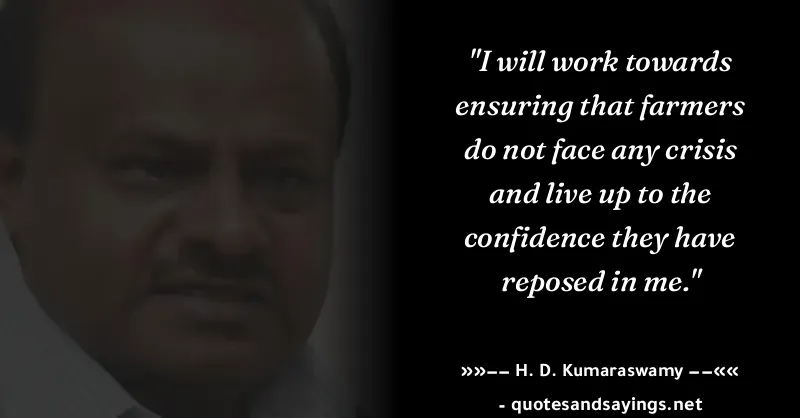 "I will work towards
ensuring that farmers
do not face any crisis
and live up to the
confidence they have
reposed in me."
»»−− H. D. Kumaraswamy −−««
- quotesandsayings.net